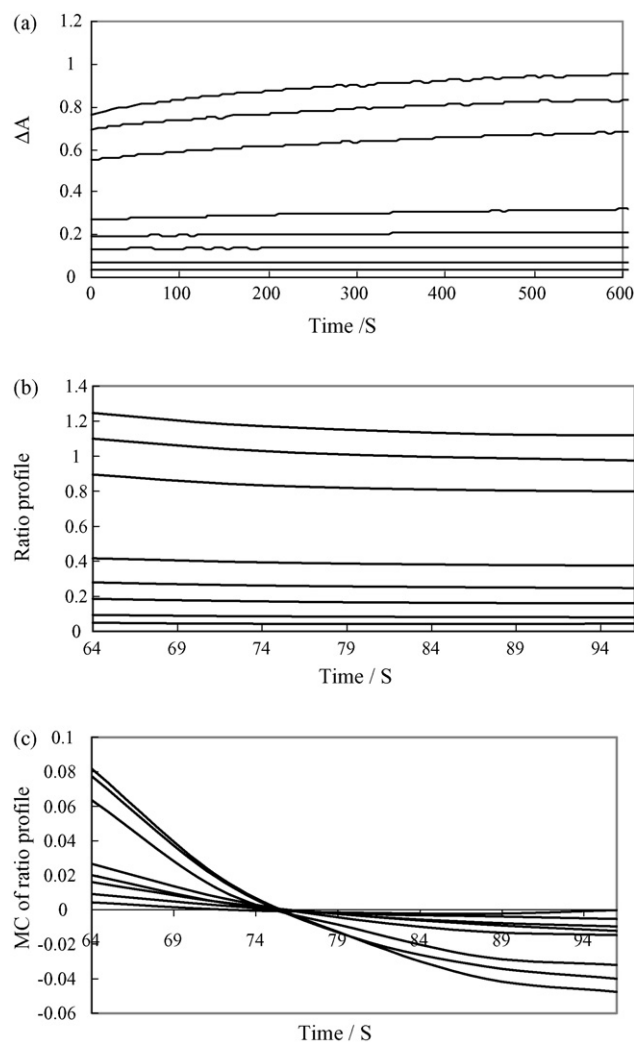 (a)
1.2
1
0.8
0.6
0.4
0.2
0
ΔA
0 100 200 300 400 500 600
Time /S
(b)
1.4
1.2
1
0.8
0.6
0.4
0.2
0
Ratio profile
64 69 74 79 84 89 94
Time / S
(c)
0.1
0.08
0.06
0.04
0.02
0
-0.02
-0.04
-0.06
MC of ratio profile
64 69 74 79 84 89 94
Time / S